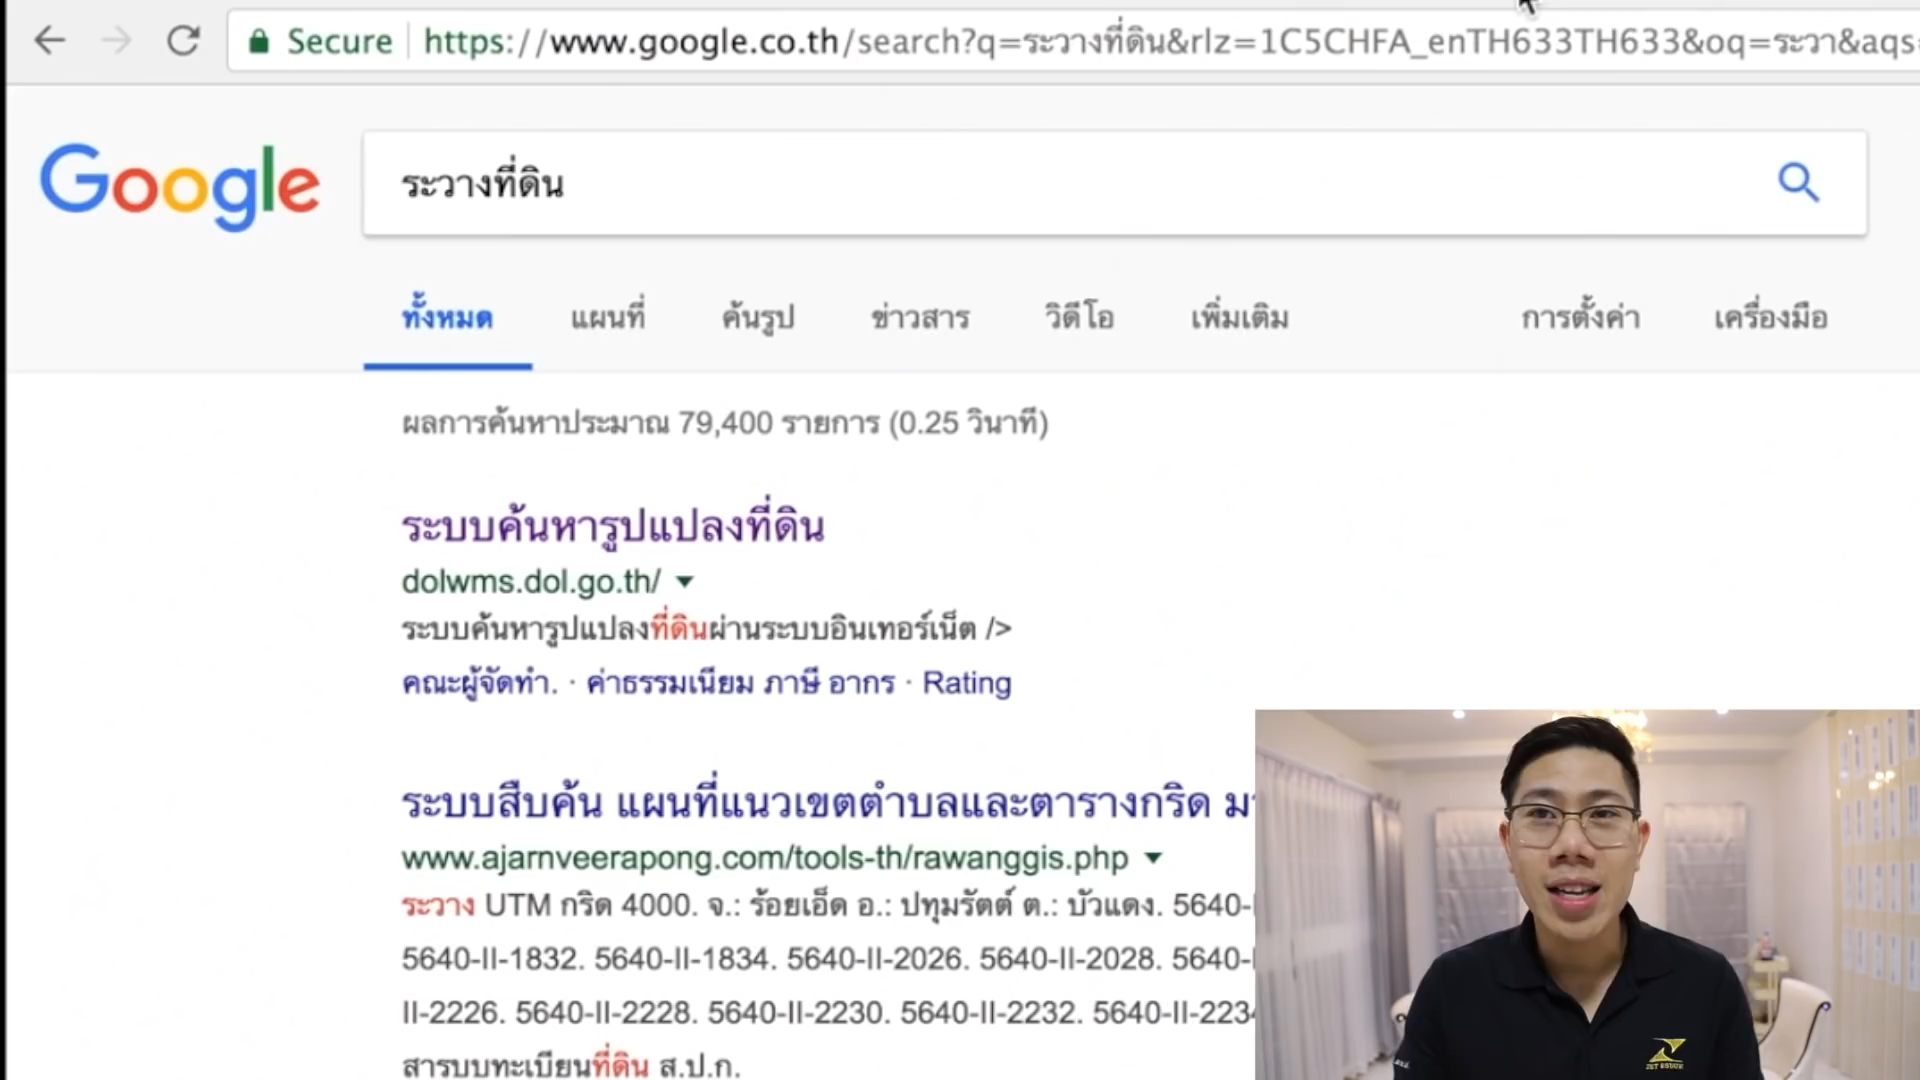 Secure https://www.google.co.th/search?q=ระวางที่ดิน&rlz=1C5CHFA_enTH633TH633&oq=ระวา&aqs
Google
ระวางที่ดิน
ทั้งหมด แผนที่ ค้นรูป ข่าวสาร วิดีโอ เพิ่มเติม การตั้งค่า เครื่องมือ
ผลการค้นหาประมาณ 79,400 รายการ (0.25 วินาที)
ระบบค้นหารูปแปลงที่ดิน
dolwms.dol.go.th/
ระบบค้นหารูปแปลงที่ดินผ่านระบบอินเทอร์เน็ต />
คณะผู้จัดทำ. · ค่าธรรมเนียม ภาษี อากร · Rating
ระบบสืบค้น แผนที่แนวเขตตำบลและตารางกริด
www.ajarnveerapong.com/tools-th/rawanggis.php
ระวาง UTM กริด 4000. จ.: ร้อยเอ็ด อ.: ปทุมรัตต์ ต.: บัวแดง. 5640-
5640-II-1832. 5640-II-1834. 5640-II-2026. 5640-II-2028. 5640-
II-2226. 5640-II-2228. 5640-II-2230. 5640-II-2232. 5640-II-223
สารบบทะเบียนที่ดิน ส.ป.ก.
JET ESTATE